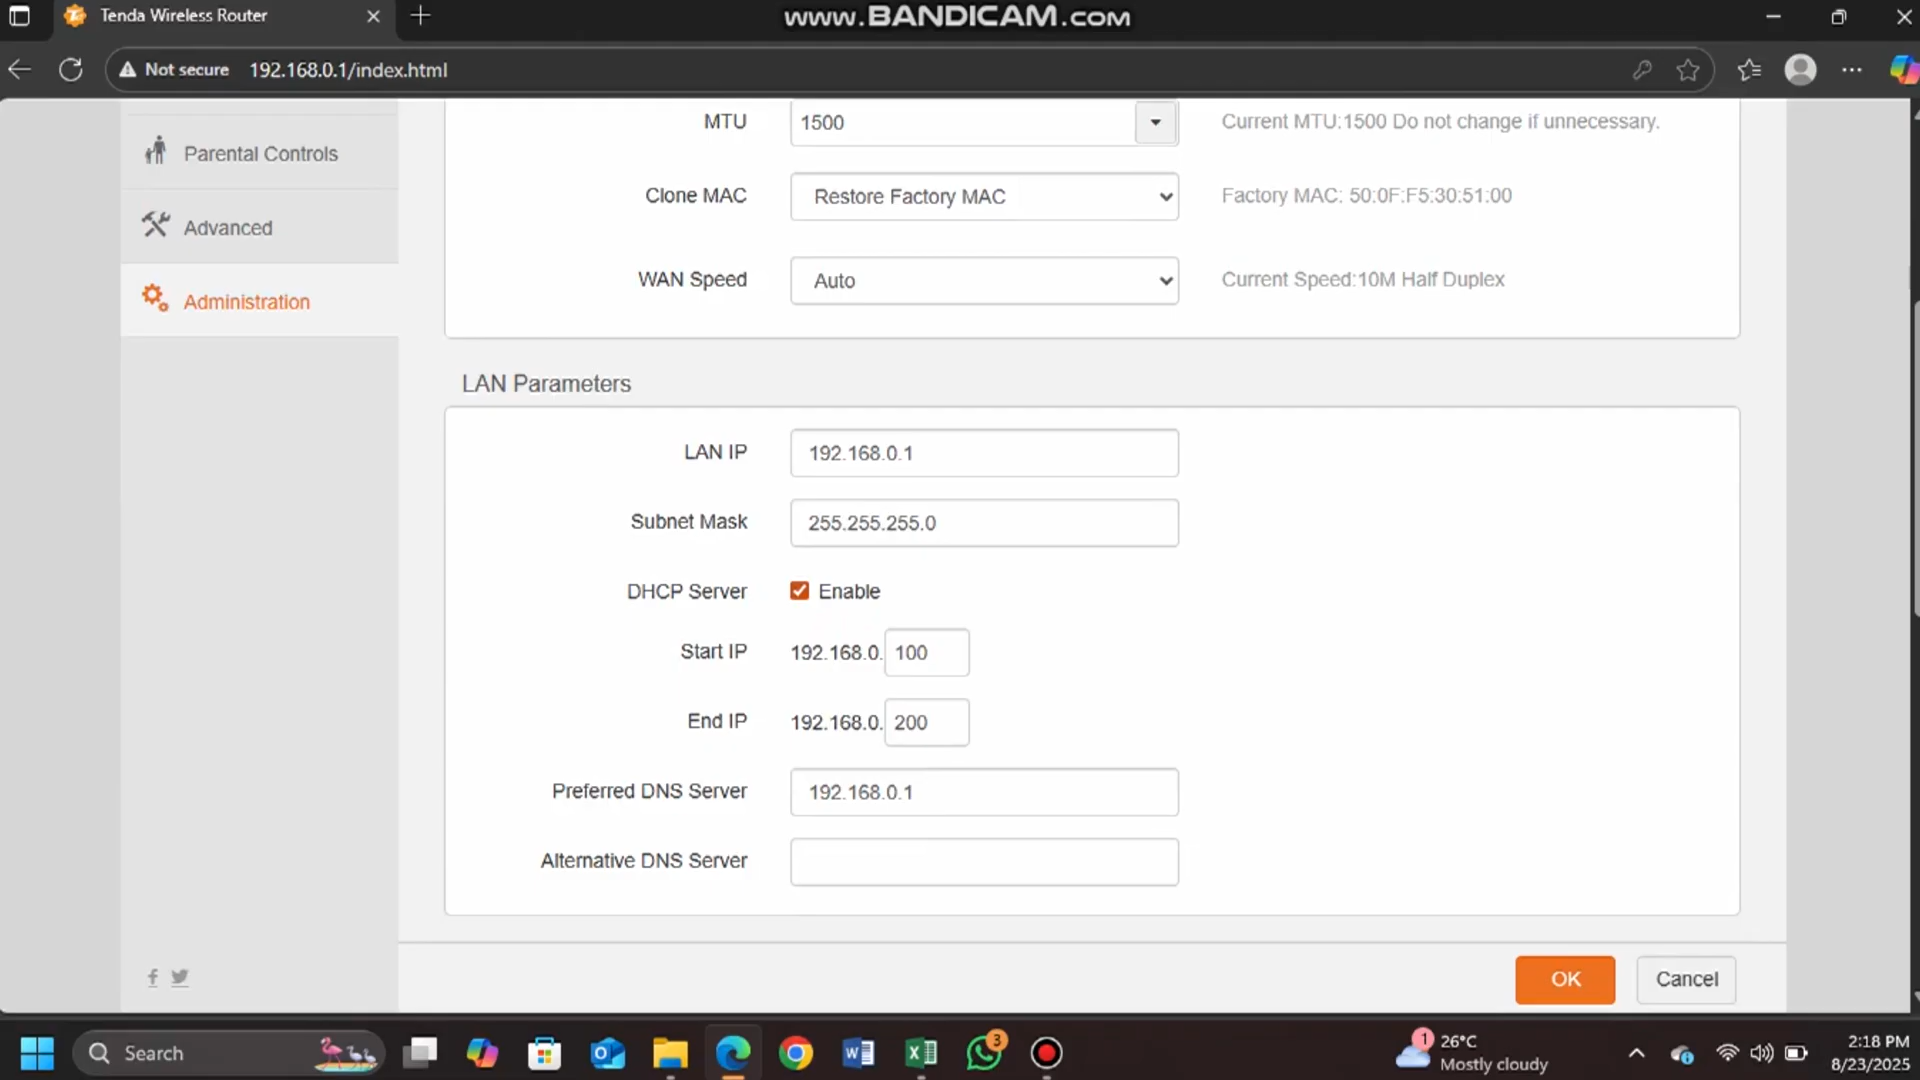 Tenda Wireless Router
www.BANDICAM.com
Not secure
192.168.0.1/index.html
MTU
1500
Current MTU:1500 Do not change if unnecessary.
Parental Controls
Clone MAC
Restore Factory MAC
Factory MAC: 50:0F:F5:30:51:00
Advanced
WAN Speed
Auto
Current Speed:10M Half Duplex
Administration
LAN Parameters
LAN IP
192.168.0.1
Subnet Mask
255.255.255.0
DHCP Server
Enable
Start IP
192.168.0. 100
End IP
192.168.0. 200
Preferred DNS Server
192.168.0.1
Alternative DNS Server
OK
Cancel
Search
3
1
26°C
Mostly cloudy
2:18 PM
8/23/2025